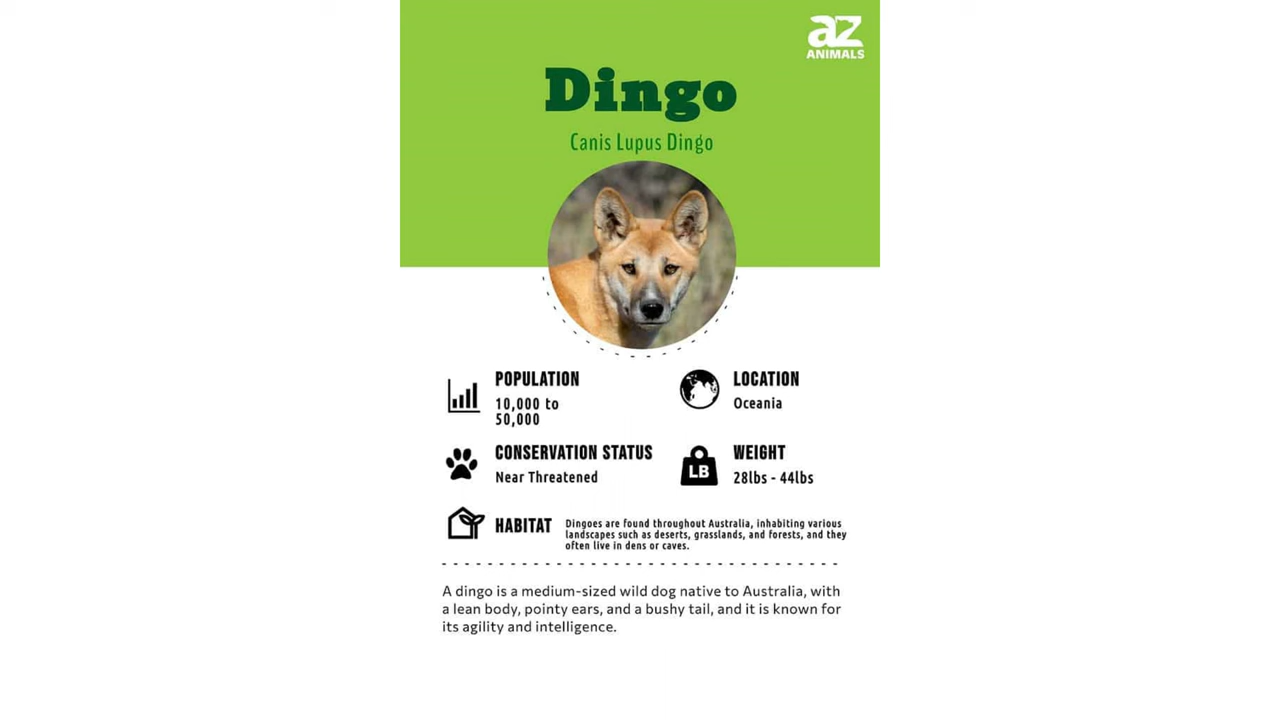 az
ANIMALS
Dingo
Canis Lupus Dingo
POPULATION
10,000 to
50,000
LOCATION
Oceania
CONSERVATION STATUS
Near Threatened
LB
WEIGHT
28lbs - 44lbs
HABITAT
Dingoes are found throughout Australia, inhabiting various
landscapes such as deserts, grasslands, and forests, and they
often live in dens or caves.
A dingo is a medium-sized wild dog native to Australia, with
a lean body, pointy ears, and a bushy tail, and it is known for
its agility and intelligence.